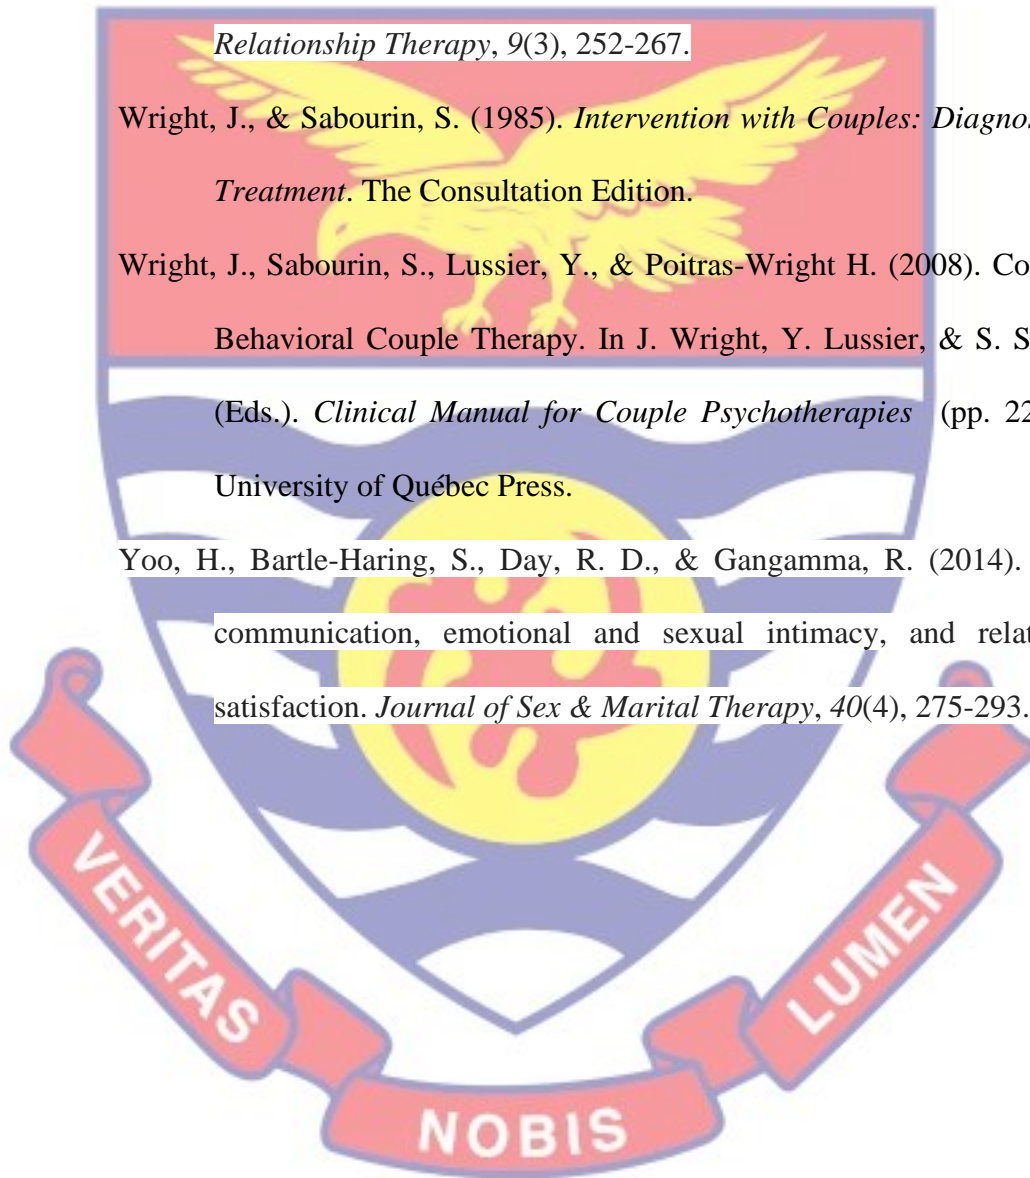 Relationship Therapy, 9(3), 252-267.
Wright, J., & Sabourin, S. (1985). Intervention with Couples: Diagnos
Treatment. The Consultation Edition.
Wright, J., Sabourin, S., Lussier, Y., & Poitras-Wright H. (2008). Co
Behavioral Couple Therapy. In J. Wright, Y. Lussier, & S. S
(Eds.). Clinical Manual for Couple Psychotherapies (pp. 22
University of Québec Press.
Yoo, H., Bartle-Haring, S., Day, R. D., & Gangamma, R. (2014).
communication, emotional and sexual intimacy, and relat
satisfaction. Journal of Sex & Marital Therapy, 40(4), 275-293.
VERITAS
NOBIS
LUMEN